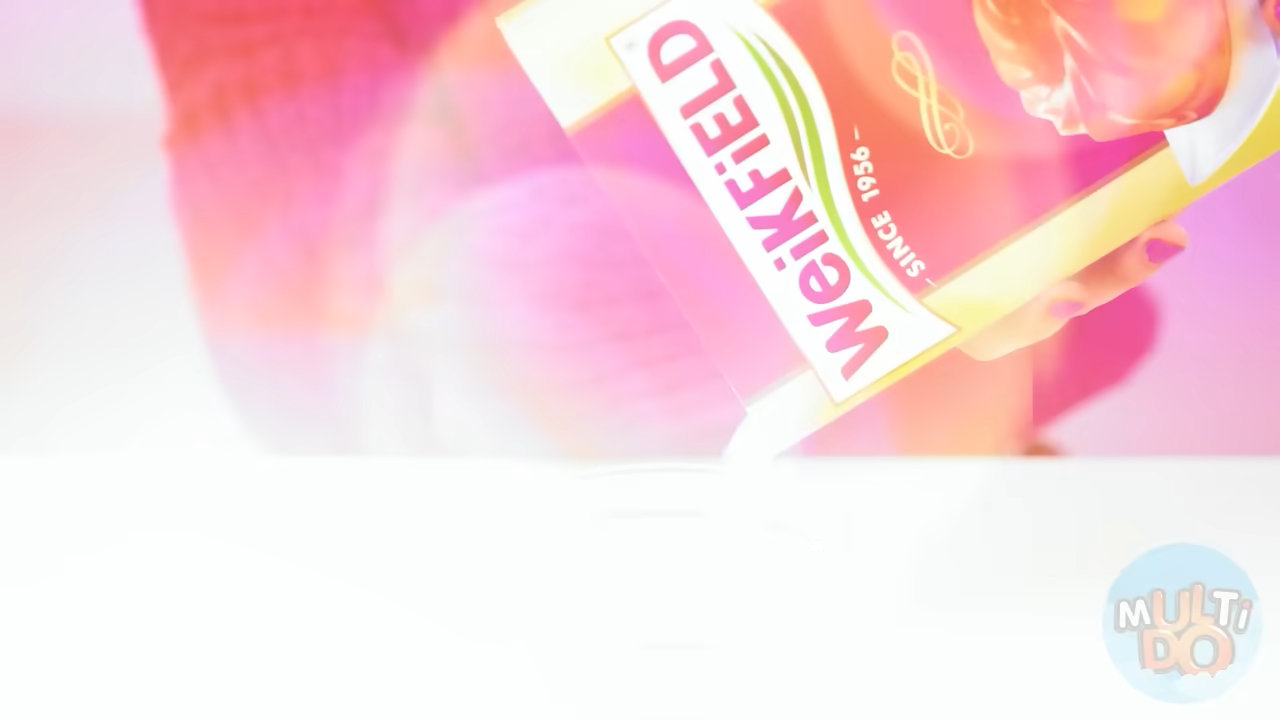 WeiKFiELD
– SINCE 1956 –
MULTi
DO